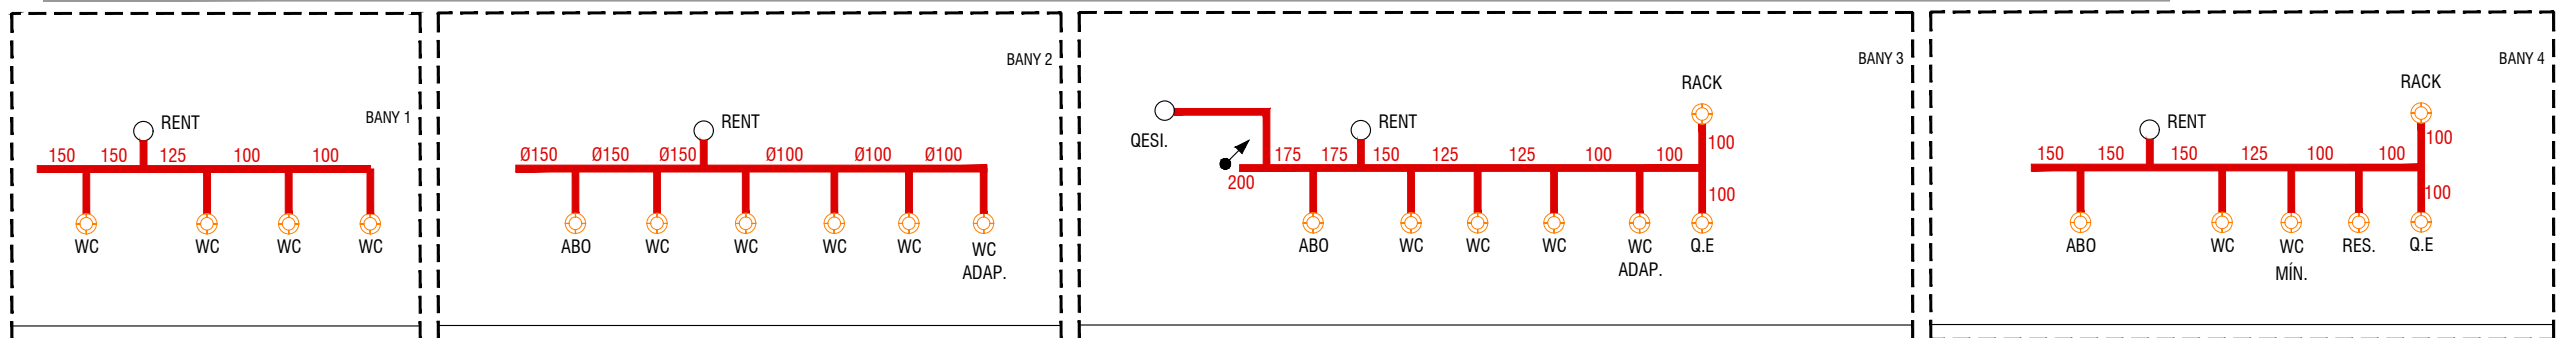 BANY 1
RENT
150 150 125 100 100
WC WC WC WC
BANY 2
RENT
Ø150 Ø150 Ø150 Ø100 Ø100 Ø100
ABO WC WC WC WC WC
ADAP.
BANY 3
RACK
RENT
QESI.
100
175 175 150 125 125 100 100
200
100
ABO WC WC WC WC Q.E
ADAP.
BANY 4
RACK
RENT
100
150 150 150 125 100 100
100
ABO WC WC RES. Q.E
MÍN.